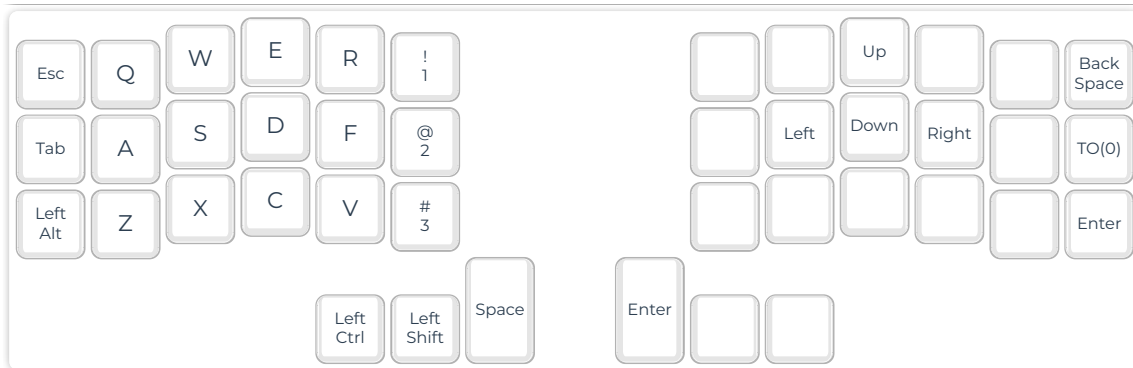 Esc
Q
W
E
R
!
1
Up
Back
Space
Tab
A
S
D
F
@
2
Left
Down
Right
TO(0)
Left
Alt
Z
X
C
V
#
3
Enter
Left
Ctrl
Left
Shift
Space
Enter